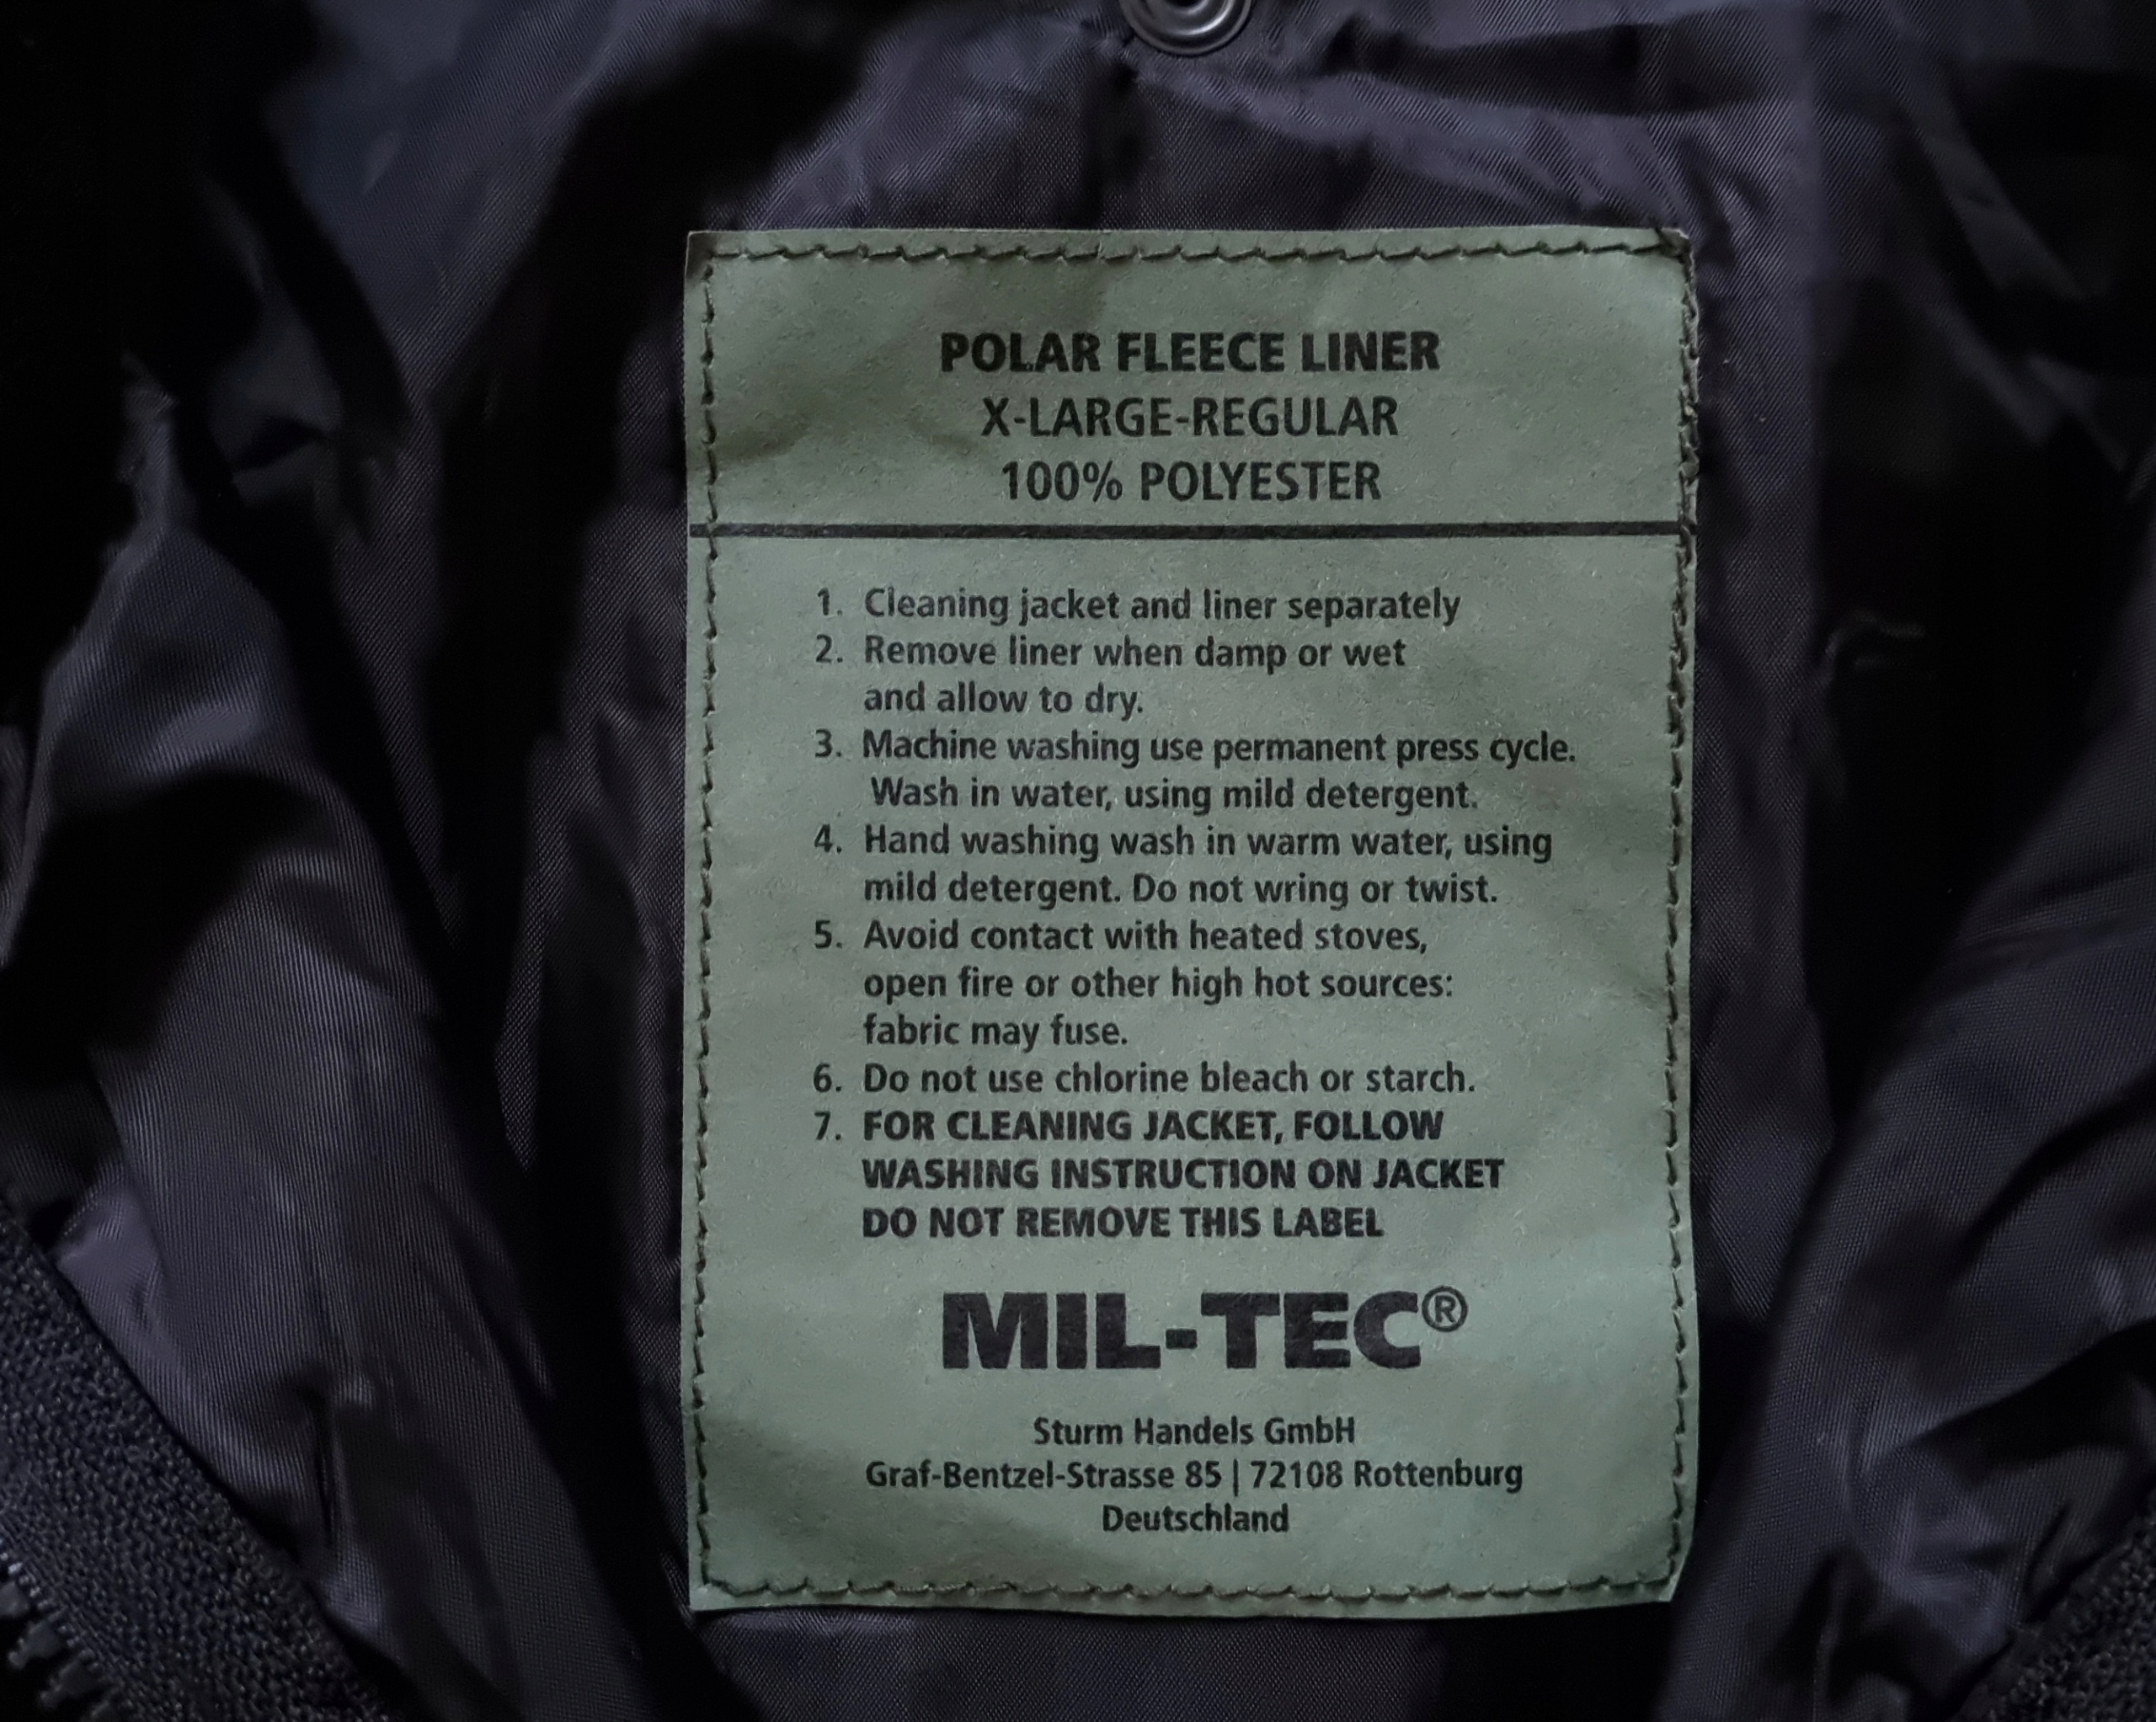 POLAR FLEECE LINER
X-LARGE-REGULAR
100% POLYESTER
1. Cleaning jacket and liner separately
2. Remove liner when damp or wet
and allow to dry.
3. Machine washing use permanent press cycle.
Wash in water, using mild detergent.
4. Hand washing wash in warm water, using
mild detergent. Do not wring or twist.
5. Avoid contact with heated stoves,
open fire or other high hot sources:
fabric may fuse.
6. Do not use chlorine bleach or starch.
7. FOR CLEANING JACKET, FOLLOW
WASHING INSTRUCTION ON JACKET
DO NOT REMOVE THIS LABEL
MIL-TEC®
Sturm Handels GmbH
Graf-Bentzel-Strasse 85 | 72108 Rottenburg
Deutschland